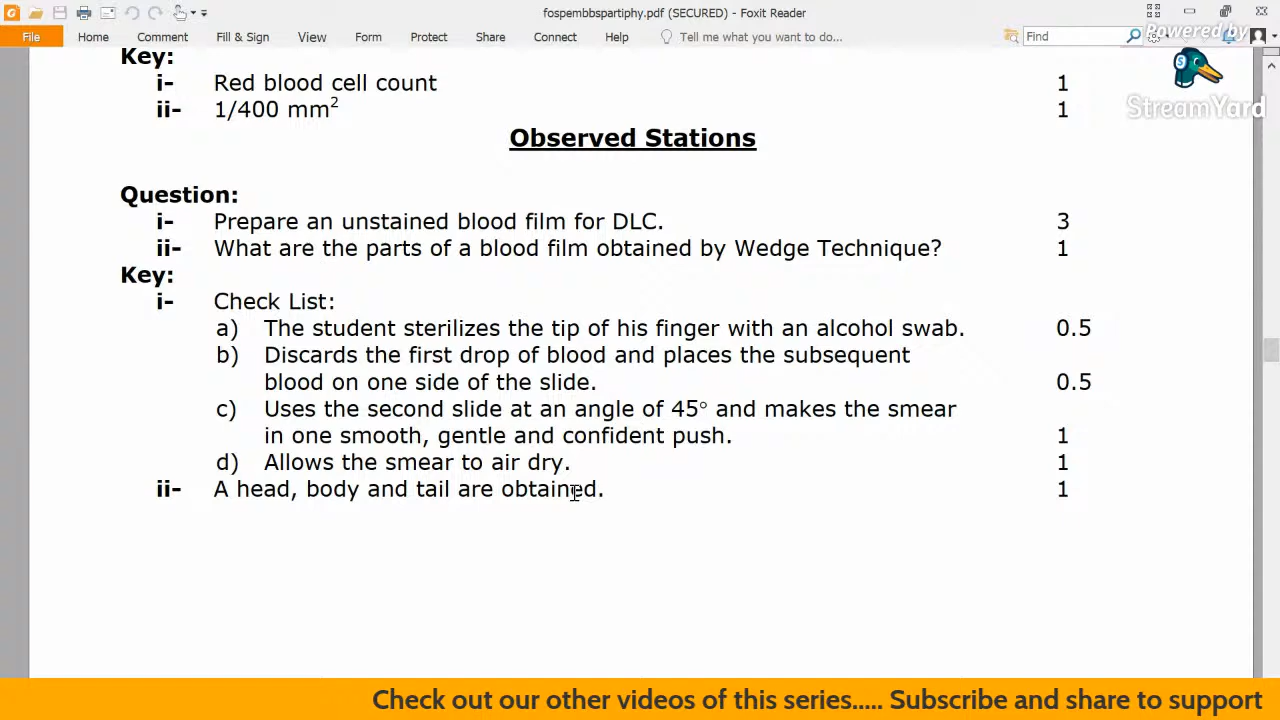 fospembbspartiphy.pdf (SECURED) - Foxit Reader
File Home Comment Fill & Sign View Form Protect Share Connect Help Tell me what you want to do... Find
Powered by
StreamYard
Key:
i- Red blood cell count 1
ii- 1/400 mm² 1
Observed Stations
Question:
i- Prepare an unstained blood film for DLC. 3
ii- What are the parts of a blood film obtained by Wedge Technique? 1
Key:
i- Check List:
a) The student sterilizes the tip of his finger with an alcohol swab. 0.5
b) Discards the first drop of blood and places the subsequent
blood on one side of the slide. 0.5
c) Uses the second slide at an angle of 45° and makes the smear
in one smooth, gentle and confident push. 1
d) Allows the smear to air dry. 1
ii- A head, body and tail are obtained. 1
Check out our other videos of this series..... Subscribe and share to support